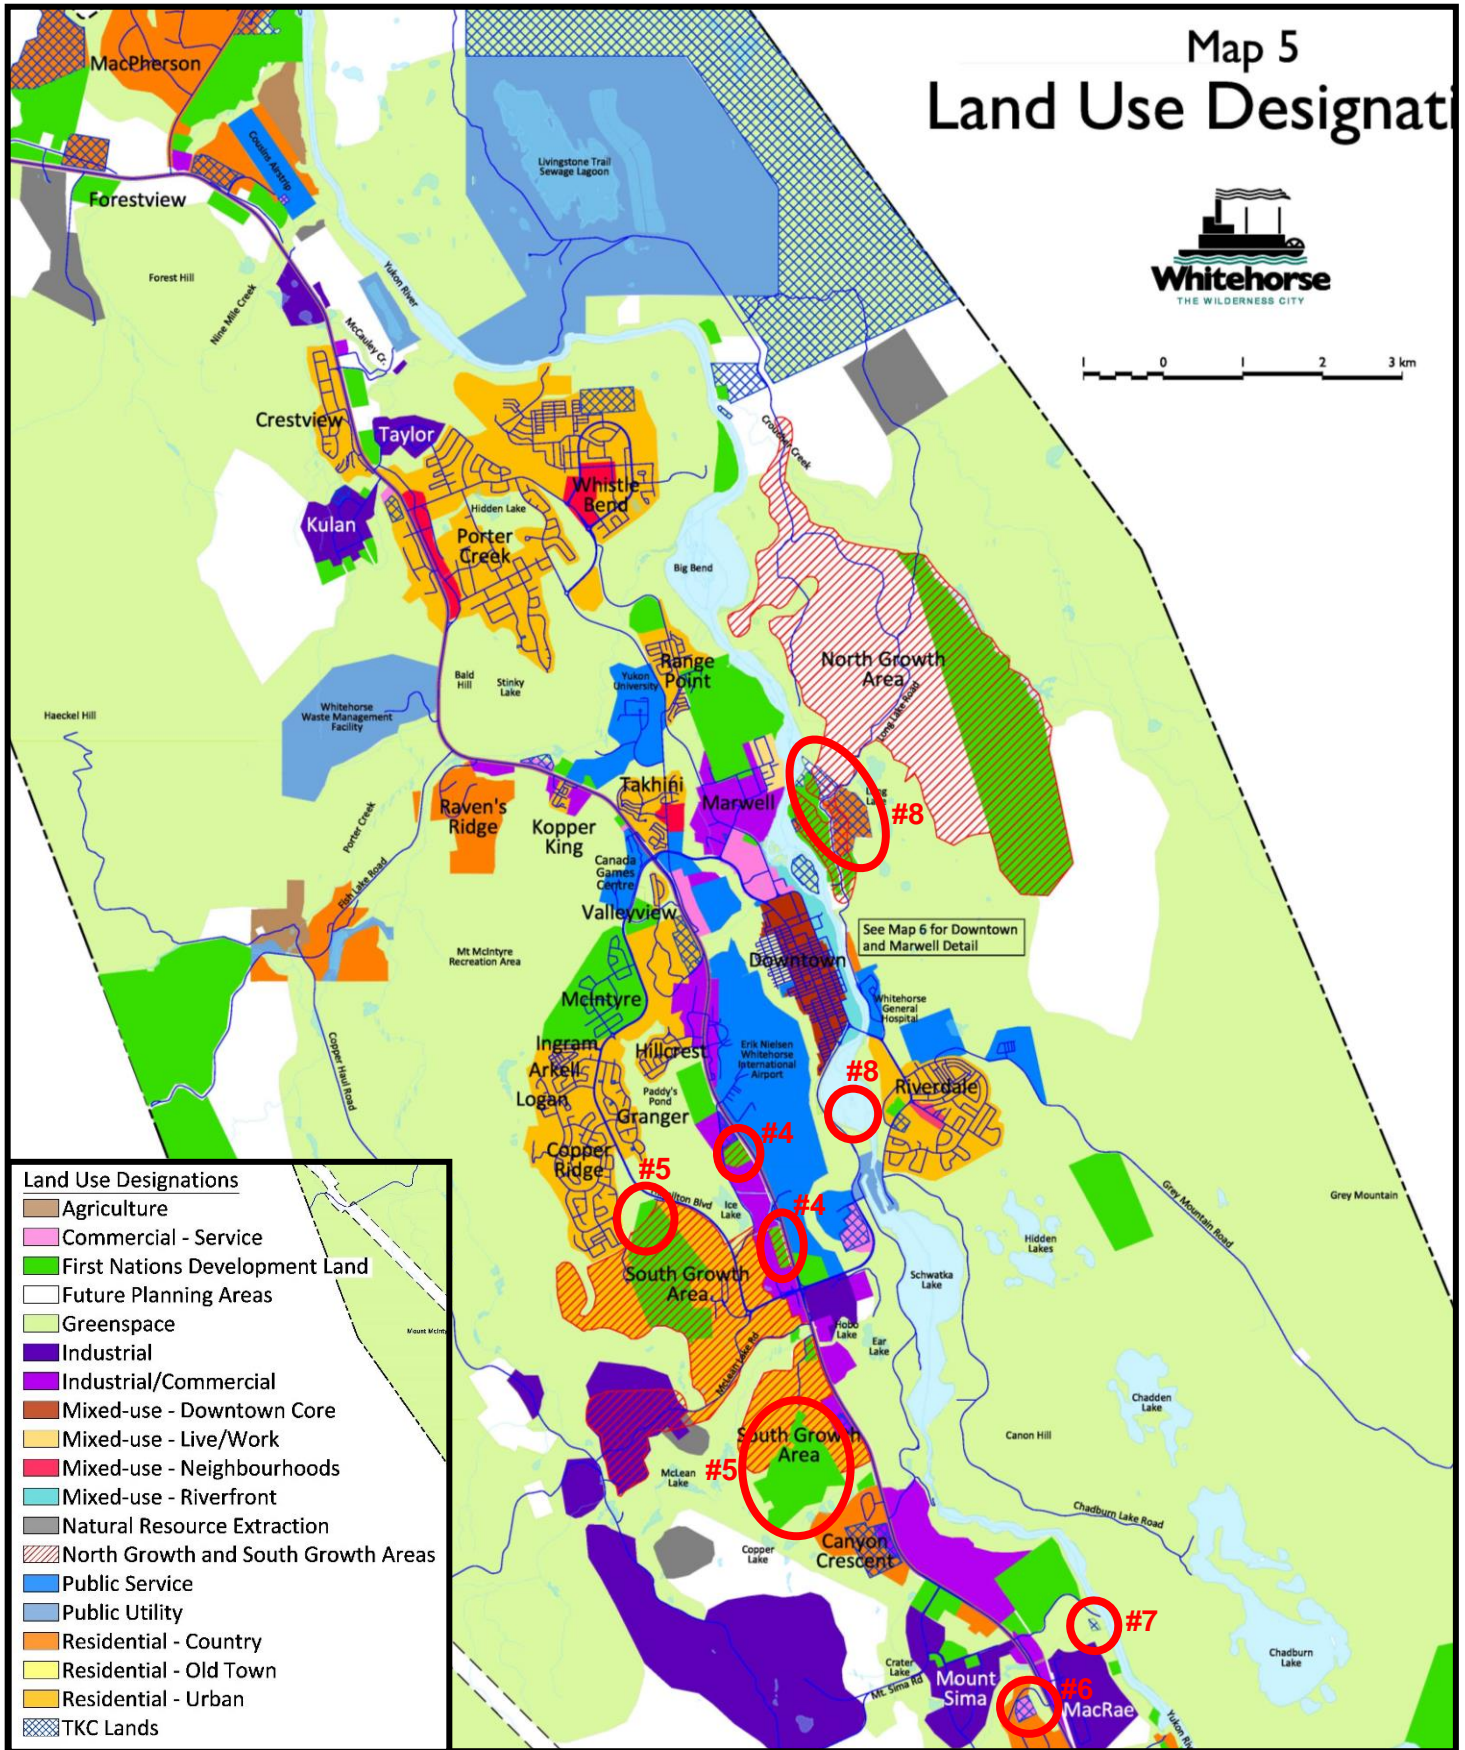 Map 5
Land Use Designati
Whitehorse
THE WILDERNESS CITY
0 1 2 3 km
MacPherson
Cousins Airstrip
Forestview
Livingstone Trail
Sewage Lagoon
Forest Hill
Nine Mile Creek
Yukon River
McCauley Cr.
Crestview
Taylor
Croucher Creek
Whistle
Bend
Hidden Lake
Kulan
Porter
Creek
Big Bend
North Growth
Area
Range
Point
Yukon
University
Bald
Hill
Stinky
Lake
Long Lake Road
Haeckel Hill
Whitehorse
Waste Management
Facility
Takhini
Marwell
Long
Lake
#8
Raven's
Ridge
Kopper
King
Porter Creek
Canada
Games
Centre
Fish Lake Road
Valleyview
See Map 6 for Downtown
and Marwell Detail
Mt McIntyre
Recreation Area
Downtown
McIntyre
Whitehorse
General
Hospital
Ingram
Hillcrest
Erik Nielsen
Whitehorse
International
Airport
Arkell
Copper Haul Road
#8
Riverdale
Logan
Paddy's
Pond
Granger
#4
Copper
Ridge
#5
ilton Blvd
Ice
Lake
#4
Grey Mountain Road
Grey Mountain
Hidden
Lakes
South Growth
Area
Schwatka
Lake
Hobo
Lake
Ear
Lake
McLean Lake Rd
Chadden
Lake
South Growth
Area
Canon Hill
#5
McLean
Lake
Chadburn Lake Road
Copper
Lake
Canyon
Crescent
#7
Chadburn
Lake
Crater
Lake
Mt. Sima Rd
Mount
Sima
#6
MacRae
Yukon Riv
Mount McInty
Land Use Designations
Agriculture
Commercial - Service
First Nations Development Land
Future Planning Areas
Greenspace
Industrial
Industrial/Commercial
Mixed-use - Downtown Core
Mixed-use - Live/Work
Mixed-use - Neighbourhoods
Mixed-use - Riverfront
Natural Resource Extraction
North Growth and South Growth Areas
Public Service
Public Utility
Residential - Country
Residential - Old Town
Residential - Urban
TKC Lands